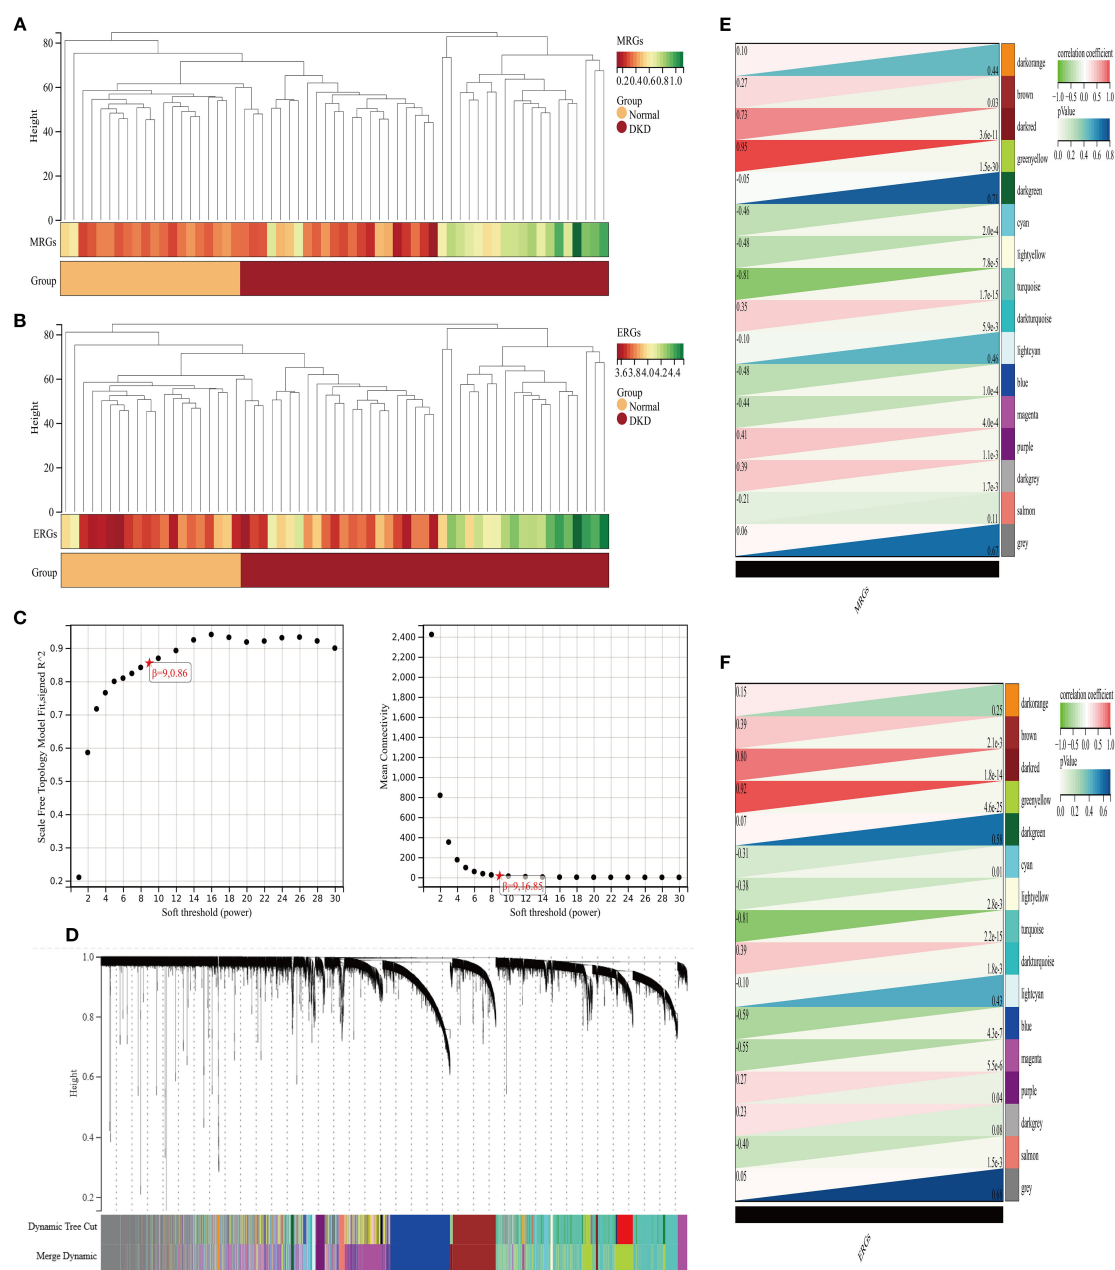 A
80
60
40
20
0
Height
MRGs
Group
MRGs
0.2 0.4 0.6 0.8 1.0
Group
Normal
DKD
B
80
60
40
20
0
Height
ERGs
Group
ERGs
3.6 3.8 4.0 4.2 4.4
Group
Normal
DKD
C
Scale Free Topology Model Fit,signed R^2
0.9
0.8
0.7
0.6
0.5
0.4
0.3
0.2
β=9,0.86
2 4 6 8 10 12 14 16 18 20 22 24 26 28 30
Soft threshold (power)
Mean Connectivity
2,400
2,200
2,000
1,800
1,600
1,400
1,200
1,000
800
600
400
200
0
β=9,16.85
2 4 6 8 10 12 14 16 18 20 22 24 26 28 30
Soft threshold (power)
D
Height
1.0
0.8
0.6
0.4
0.2
Dynamic Tree Cut
Merge Dynamic
E
0.10 0.44 darkorange
0.27 0.03 brown
0.73 3.6e-11 darkred
0.95 1.5e-30 greenyellow
-0.05 darkgreen
-0.46 2.0e-4 cyan
-0.48 7.8e-5 lightyellow
-0.81 1.7e-15 turquoise
0.35 5.9e-3 darkturquoise
-0.10 0.46 lightcyan
-0.48 1.0e-4 blue
-0.44 4.0e-4 magenta
0.41 1.1e-3 purple
0.39 1.7e-3 darkgrey
-0.21 0.11 salmon
0.06 0.67 grey
MRGs
correlation coefficient
-1.0 -0.5 0.0 0.5 1.0
pValue
0.0 0.2 0.4 0.6 0.8
F
0.15 0.25 darkorange
0.39 2.1e-3 brown
0.80 1.8e-14 darkred
0.92 4.6e-25 greenyellow
0.07 0.58 darkgreen
-0.31 0.01 cyan
-0.38 2.8e-3 lightyellow
-0.81 2.2e-15 turquoise
0.39 1.8e-3 darkturquoise
-0.10 0.43 lightcyan
-0.59 4.3e-7 blue
-0.55 5.5e-6 magenta
0.27 0.04 purple
0.23 0.08 darkgrey
-0.40 1.5e-3 salmon
0.05 grey
ERGs
correlation coefficient
-1.0 -0.5 0.0 0.5 1.0
pValue
0.0 0.2 0.4 0.6